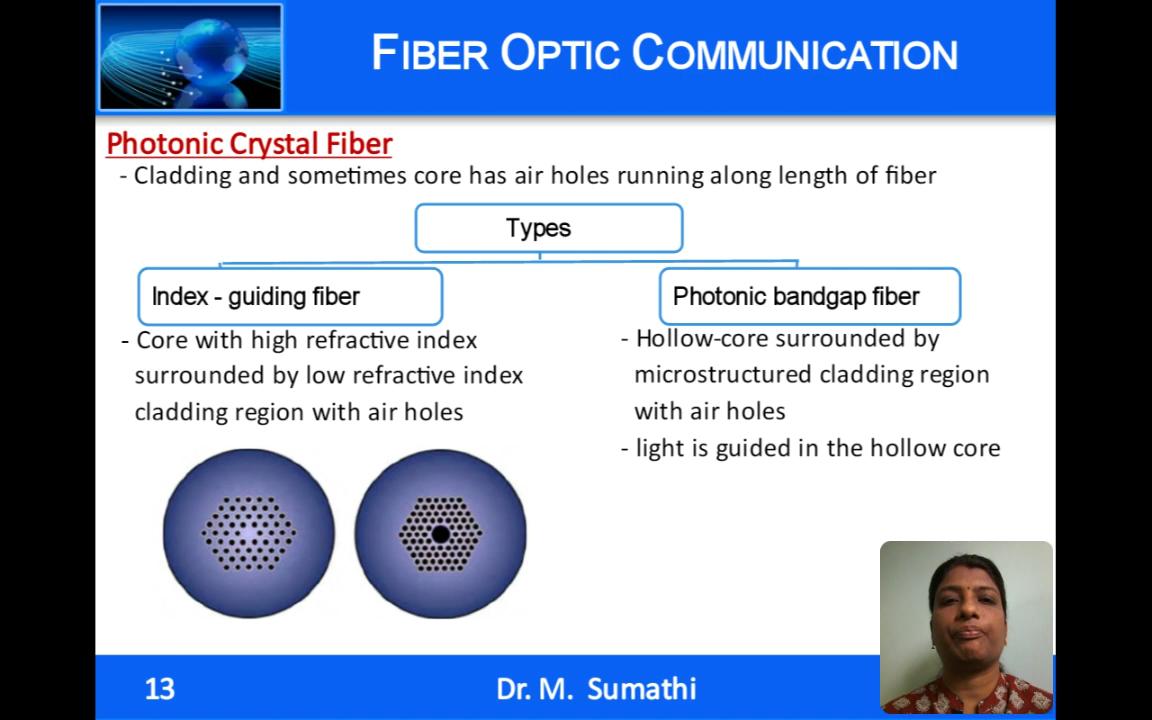 FIBER OPTIC COMMUNICATION
Photonic Crystal Fiber
- Cladding and sometimes core has air holes running along length of fiber
Types
Index - guiding fiber
- Core with high refractive index
surrounded by low refractive index
cladding region with air holes
Photonic bandgap fiber
- Hollow-core surrounded by
microstructured cladding region
with air holes
- light is guided in the hollow core
13
Dr. M. Sumathi